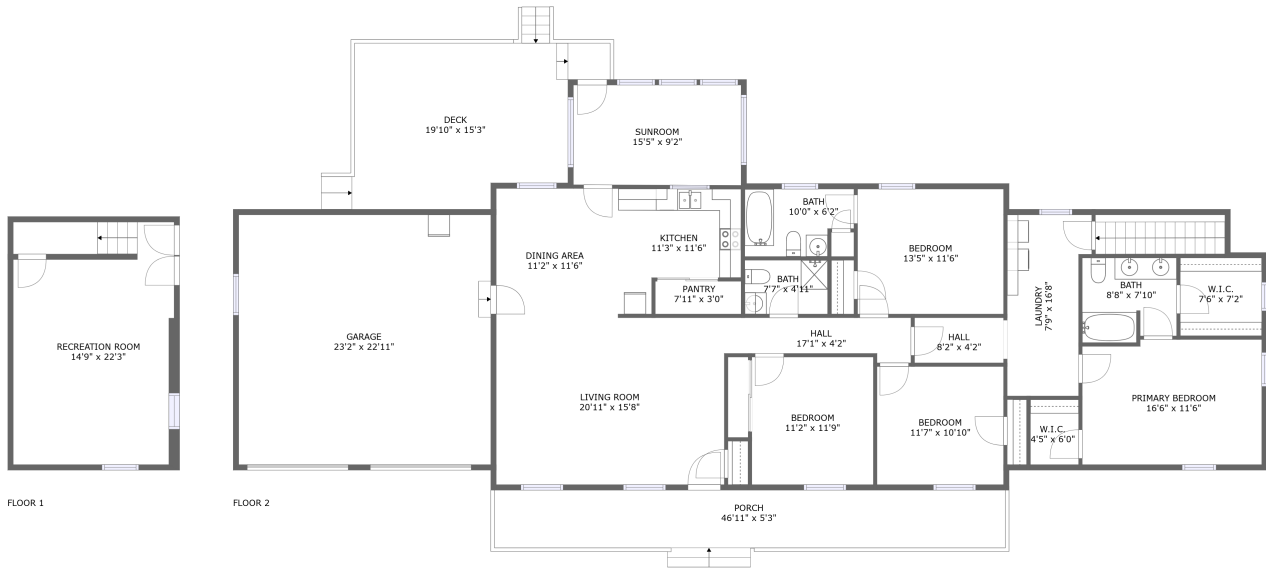 DECK
19'10" x 15'3"
SUNROOM
15'5" x 9'2"
BATH
10'0" x 6'2"
KITCHEN
11'3" x 11'6"
DINING AREA
11'2" x 11'6"
BEDROOM
13'5" x 11'6"
BATH
7'7" x 4'11"
PANTRY
7'11" x 3'0"
LAUNDRY
7'9" x 16'8"
BATH
8'8" x 7'10"
W.I.C.
7'6" x 7'2"
RECREATION ROOM
14'9" x 22'3"
GARAGE
23'2" x 22'11"
HALL
17'1" x 4'2"
HALL
8'2" x 4'2"
LIVING ROOM
20'11" x 15'8"
PRIMARY BEDROOM
16'6" x 11'6"
BEDROOM
11'2" x 11'9"
BEDROOM
11'7" x 10'10"
W.I.C.
4'5" x 6'0"
FLOOR 1
FLOOR 2
PORCH
46'11" x 5'3"